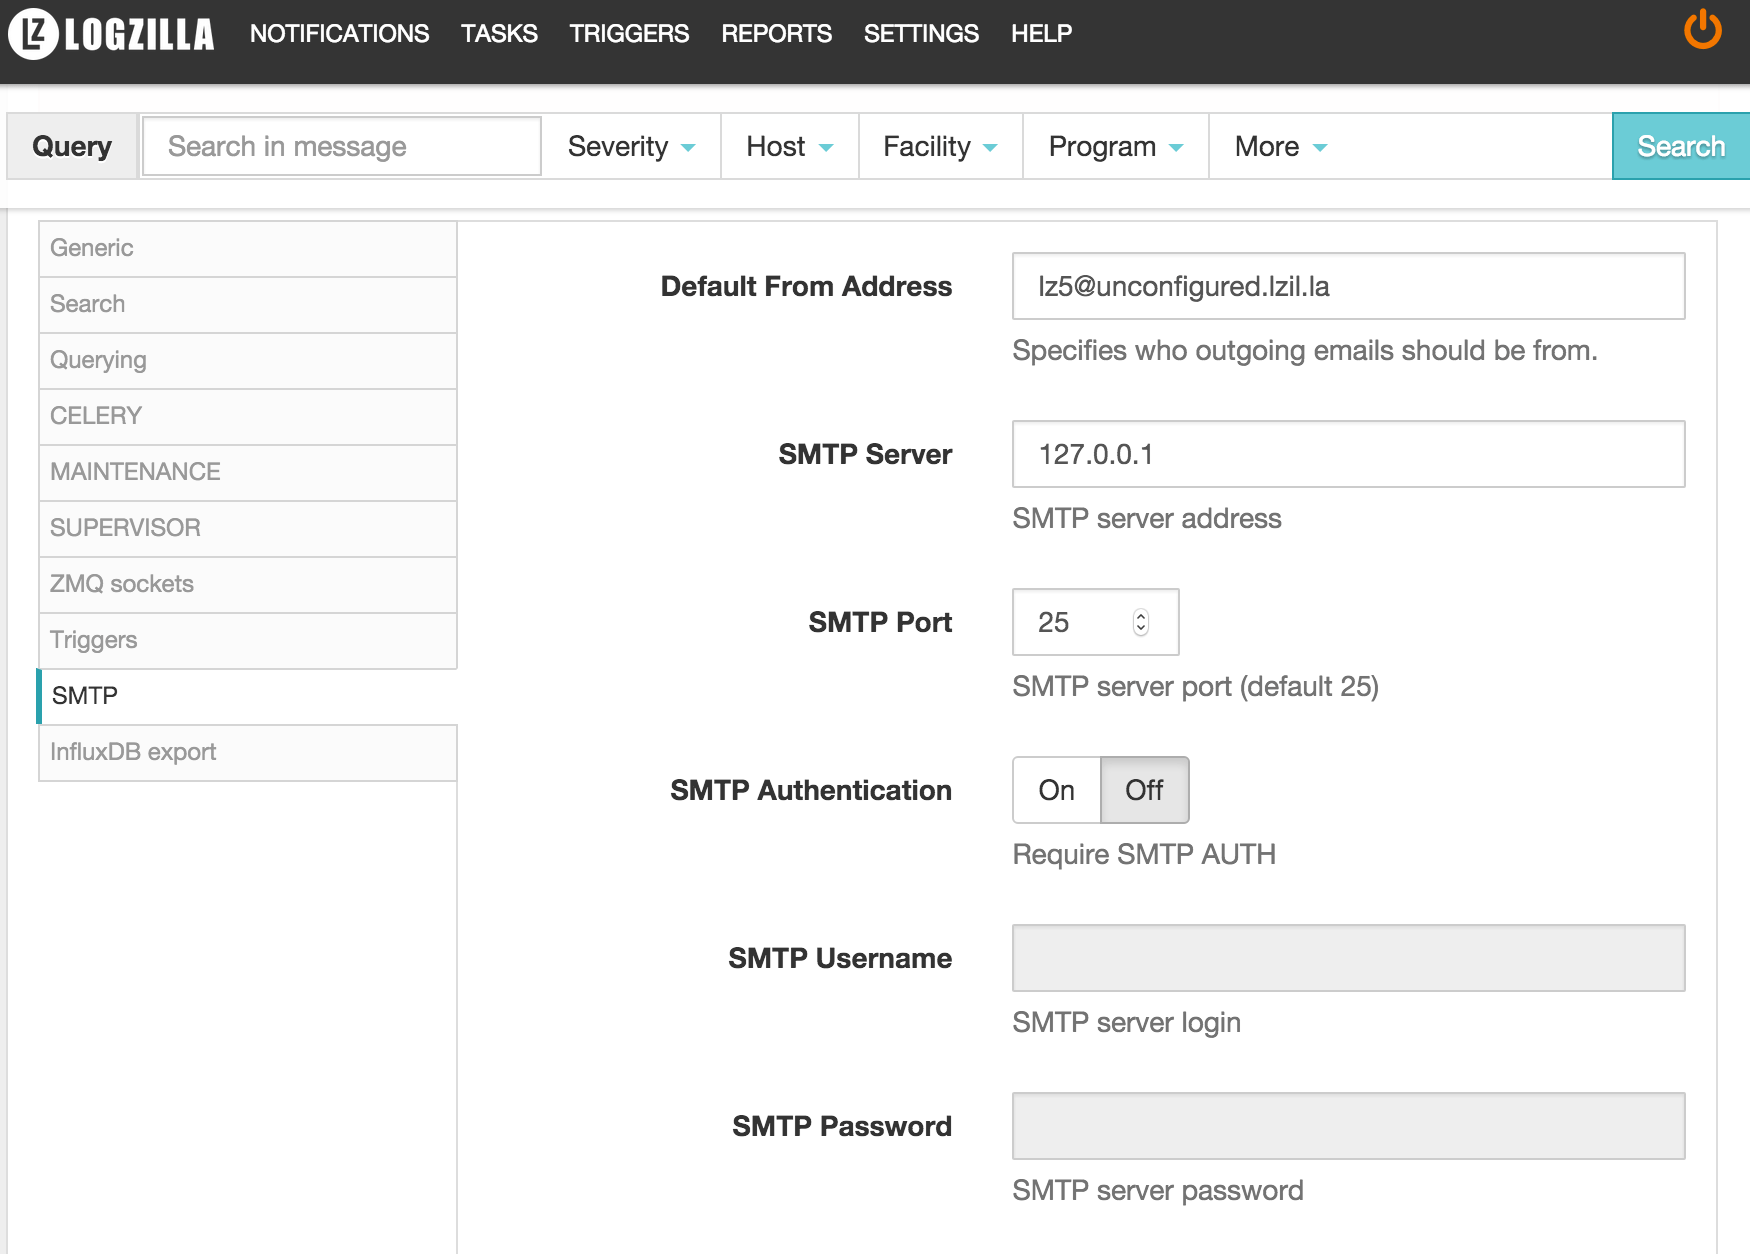 LZ LOGZILLA NOTIFICATIONS TASKS TRIGGERS REPORTS SETTINGS HELP
Query Search in message Severity Host Facility Program More Search
Generic
Search
Querying
CELERY
MAINTENANCE
SUPERVISOR
ZMQ sockets
Triggers
SMTP
InfluxDB export
Default From Address lz5@unconfigured.lzil.la
Specifies who outgoing emails should be from.
SMTP Server 127.0.0.1
SMTP server address
SMTP Port 25
SMTP server port (default 25)
SMTP Authentication On Off
Require SMTP AUTH
SMTP Username
SMTP server login
SMTP Password
SMTP server password